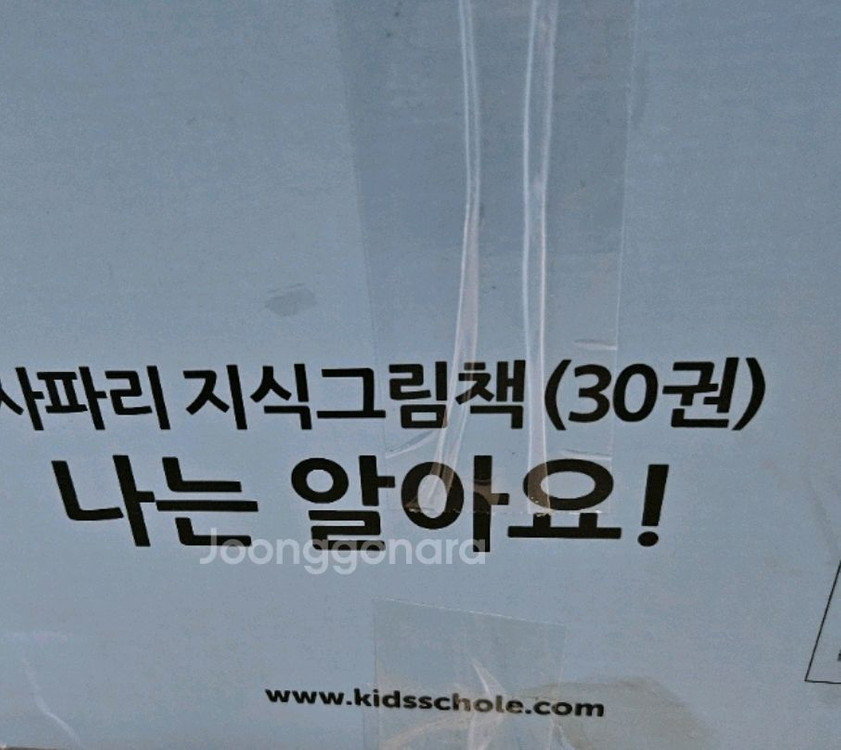 사파리 지식그림책 (30권)
나는 알아요!
Joonggonara
www.kidsschole.com